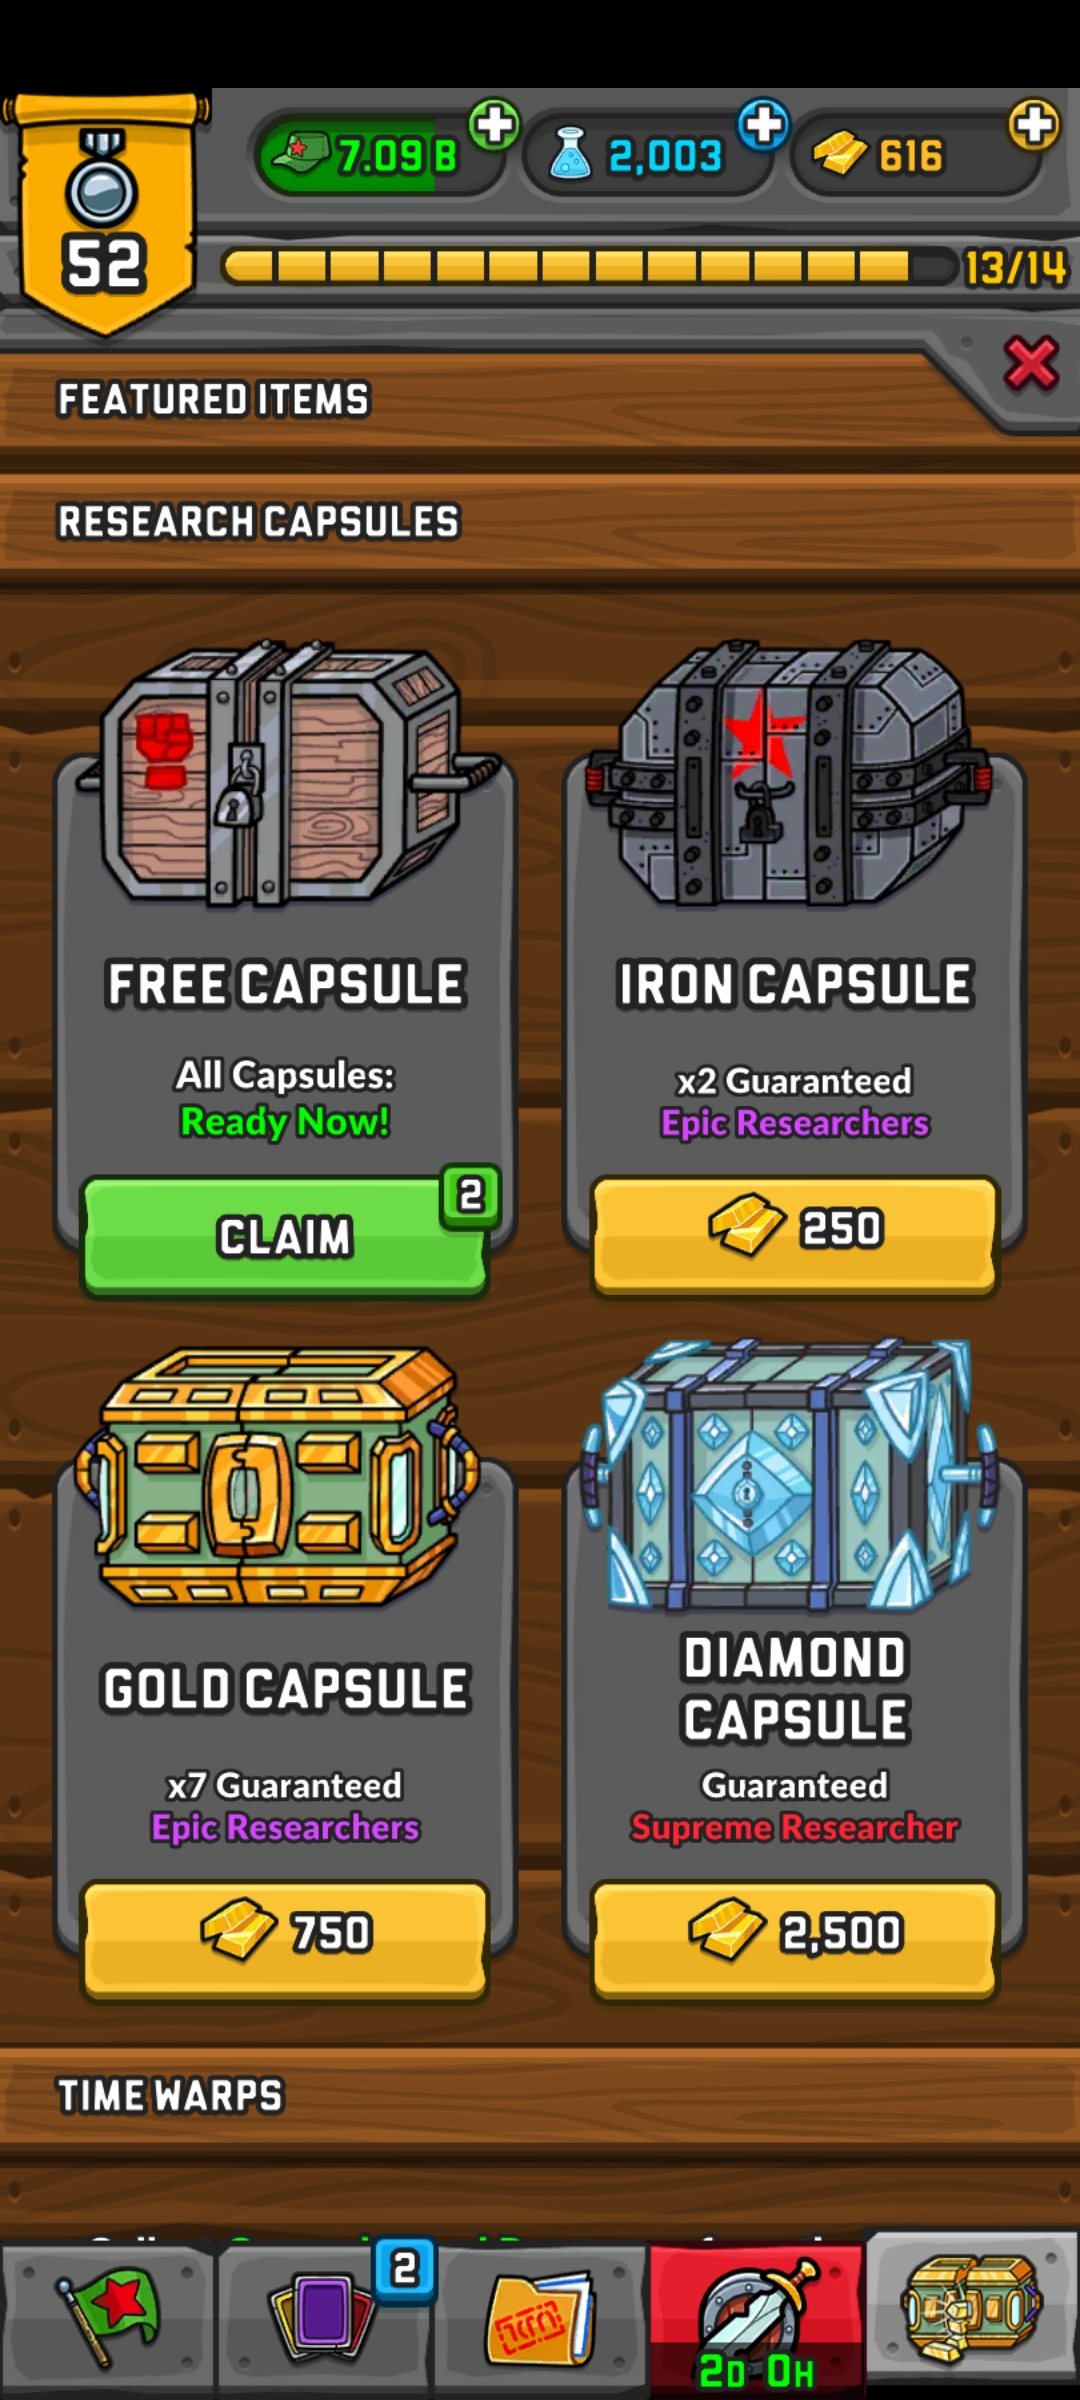 7.09 B
2,003
616
52
13/14
FEATURED ITEMS
RESEARCH CAPSULES
FREE CAPSULE
All Capsules:
Ready Now!
2
CLAIM
IRON CAPSULE
x2 Guaranteed
Epic Researchers
250
GOLD CAPSULE
x7 Guaranteed
Epic Researchers
750
DIAMOND
CAPSULE
Guaranteed
Supreme Researcher
2,500
TIME WARPS
2
2D 0H